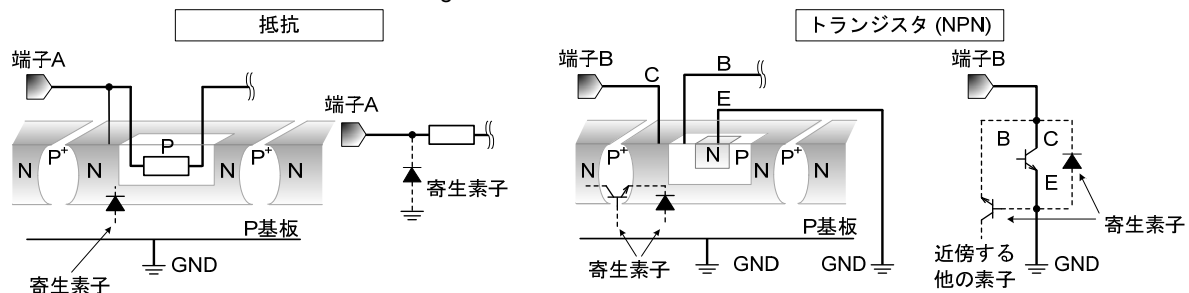 抵抗
トランジスタ (NPN)
端子A
端子A
端子B
C
B
E
端子B
N
P+
N
P
N
P+
N
寄生素子
P基板
GND
寄生素子
N
P+
N
N
P
N
P+
N
P基板
GND
GND
寄生素子
B
C
E
寄生素子
近傍する
他の素子
GND